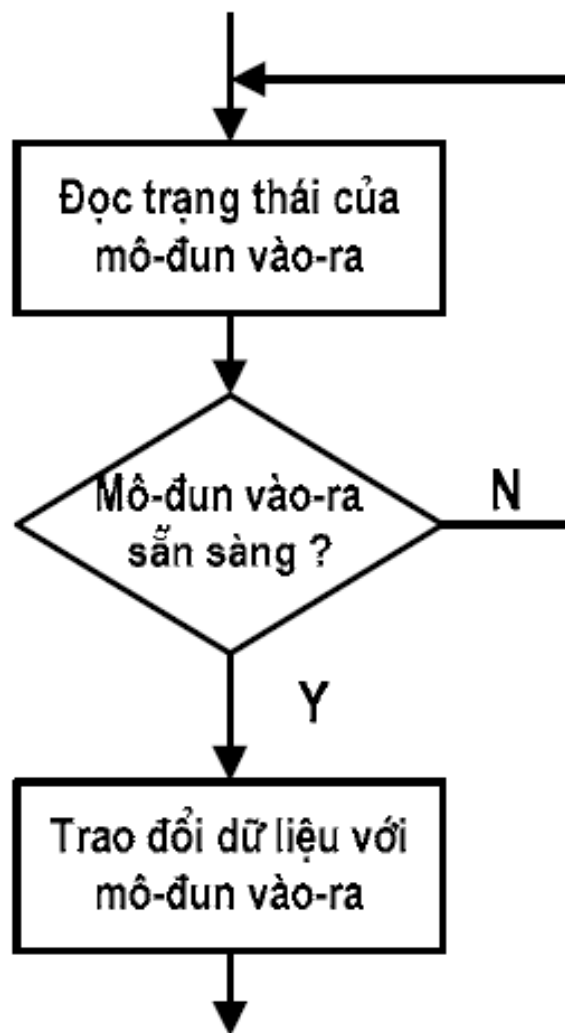 Đọc trạng thái của
mô-đun vào-ra
Mô-đun vào-ra
sẵn sàng ?
N
Y
Trao đổi dữ liệu với
mô-đun vào-ra